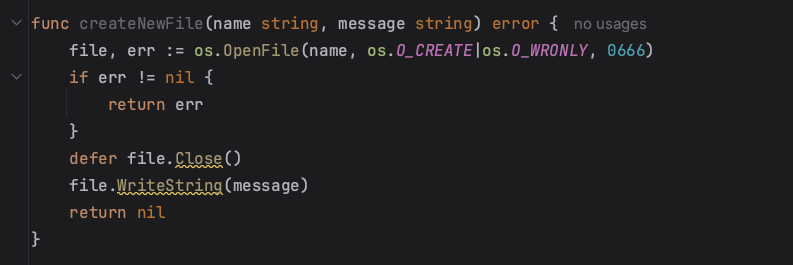 func createNewFile(name string, message string) error {   no usages
    file, err := os.OpenFile(name, os.O_CREATE|os.O_WRONLY, 0666)
    if err != nil {
        return err
    }
    defer file.Close()
    file.WriteString(message)
    return nil
}